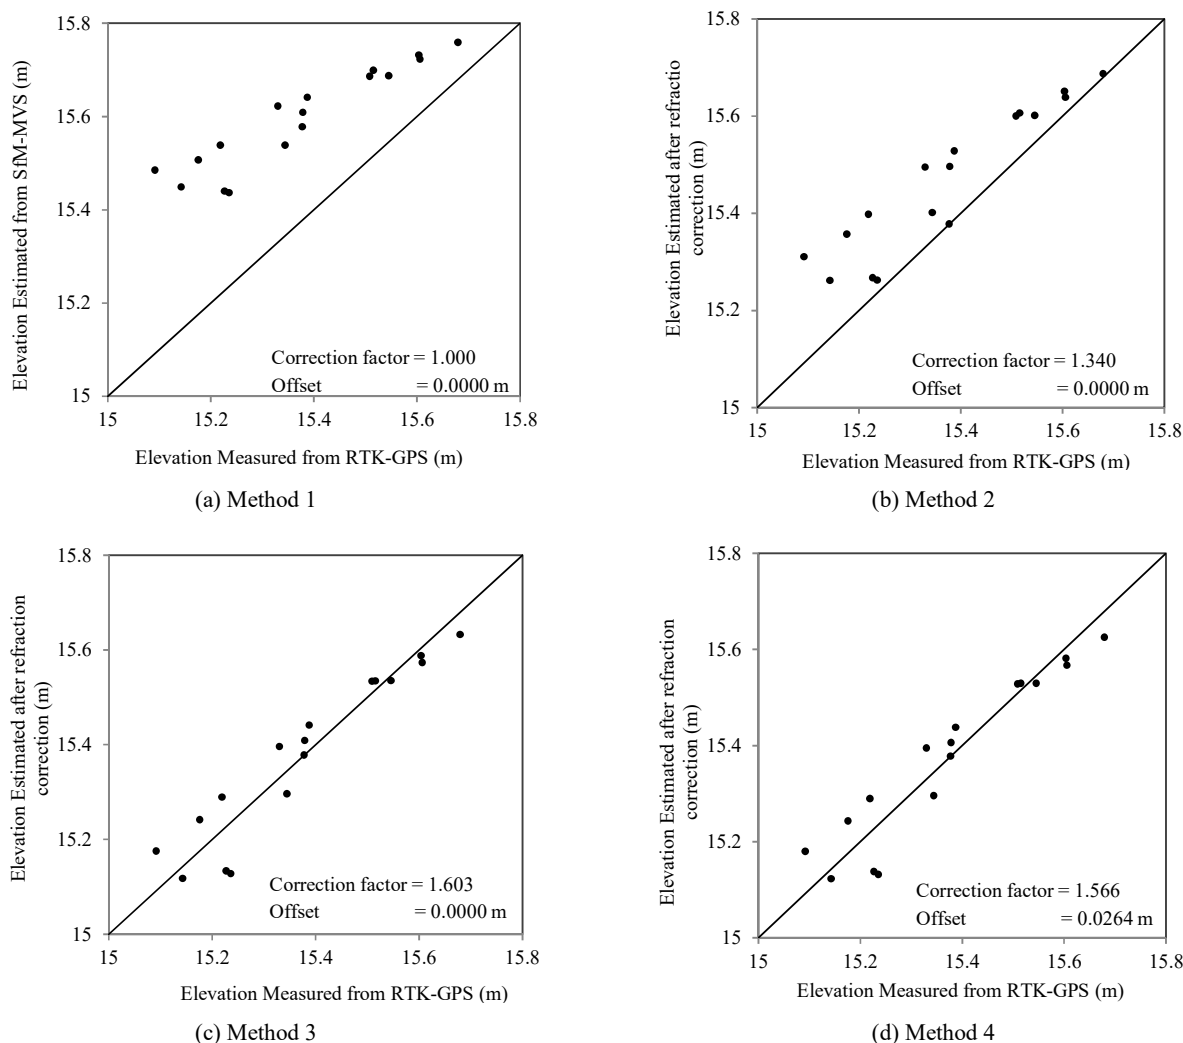 15.8
15.6
15.4
15.2
15
15
15.2
15.4
15.6
15.8
Elevation Estimated from SfM-MVS (m)
Correction factor = 1.000
Offset = 0.0000 m
Elevation Measured from RTK-GPS (m)
(a) Method 1
15.8
15.6
15.4
15.2
15
15
15.2
15.4
15.6
15.8
Elevation Estimated after refractio
correction (m)
Correction factor = 1.340
Offset = 0.0000 m
Elevation Measured from RTK-GPS (m)
(b) Method 2
15.8
15.6
15.4
15.2
15
15
15.2
15.4
15.6
15.8
Elevation Estimated after refraction
correction (m)
Correction factor = 1.603
Offset = 0.0000 m
Elevation Measured from RTK-GPS (m)
(c) Method 3
15.8
15.6
15.4
15.2
15
15
15.2
15.4
15.6
15.8
Elevation Estimated after refraction
correction (m)
Correction factor = 1.566
Offset = 0.0264 m
Elevation Measured from RTK-GPS (m)
(d) Method 4